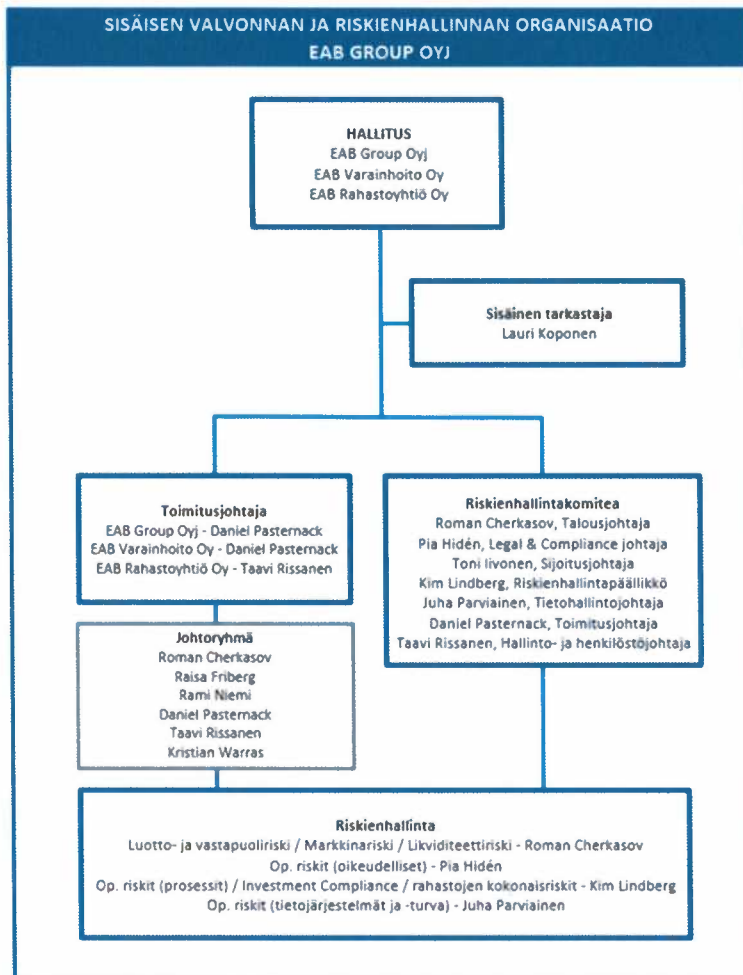 SISÄISEN VALVONNAN JA RISKIENHALLINNAN ORGANISAATIO
EAB GROUP OYJ
HALLITUS
EAB Group Oyj
EAB Varainhoito Oy
EAB Rahastoyhtiö Oy
Sisäinen tarkastaja
Lauri Koponen
Toimitusjohtaja
EAB Group Oyj - Daniel Pasternack
EAB Varainhoito Oy - Daniel Pasternack
EAB Rahastoyhtiö Oy - Taavi Rissanen
Riskienhallintakomitea
Roman Cherkasov, Talousjohtaja
Pia Hidén, Legal & Compliance johtaja
Toni Iivonen, Sijoitusjohtaja
Kim Lindberg, Riskienhallintapäällikkö
Juha Parviainen, Tietohallintojohtaja
Daniel Pasternack, Toimitusjohtaja
Taavi Rissanen, Hallinto- ja henkilöstöjohtaja
Johtoryhmä
Roman Cherkasov
Raisa Friberg
Rami Niemi
Daniel Pasternack
Taavi Rissanen
Kristian Warras
Riskienhallinta
Luotto- ja vastapuoliriski / Markkinariski / Likviditeettiriski - Roman Cherkasov
Op. riskit (oikeudelliset) - Pia Hidén
Op. riskit (prosessit) / Investment Compliance / rahastojen kokonaisriskit - Kim Lindberg
Op. riskit (tietojärjestelmät ja -turva) - Juha Parviainen